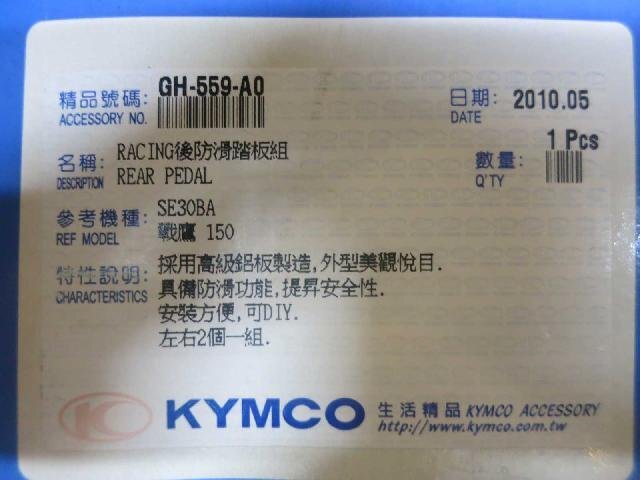 精品號碼: GH-559-A0
ACCESSORY NO.
日期: 2010.05
DATE
名稱: RACING後防滑踏板組
DESCRIPTION REAR PEDAL
數量: 1 Pcs
Q'TY
參考機種: SE30BA
REF MODEL 戰鷹 150
特性說明: 採用高級鋁板製造,外型美觀悅目.
CHARACTERISTICS 具備防滑功能,提昇安全性.
安裝方便,可DIY.
左右2個一組.
KYMCO 生活精品 KYMCO ACCESSORY
http://www.kymco.com.tw